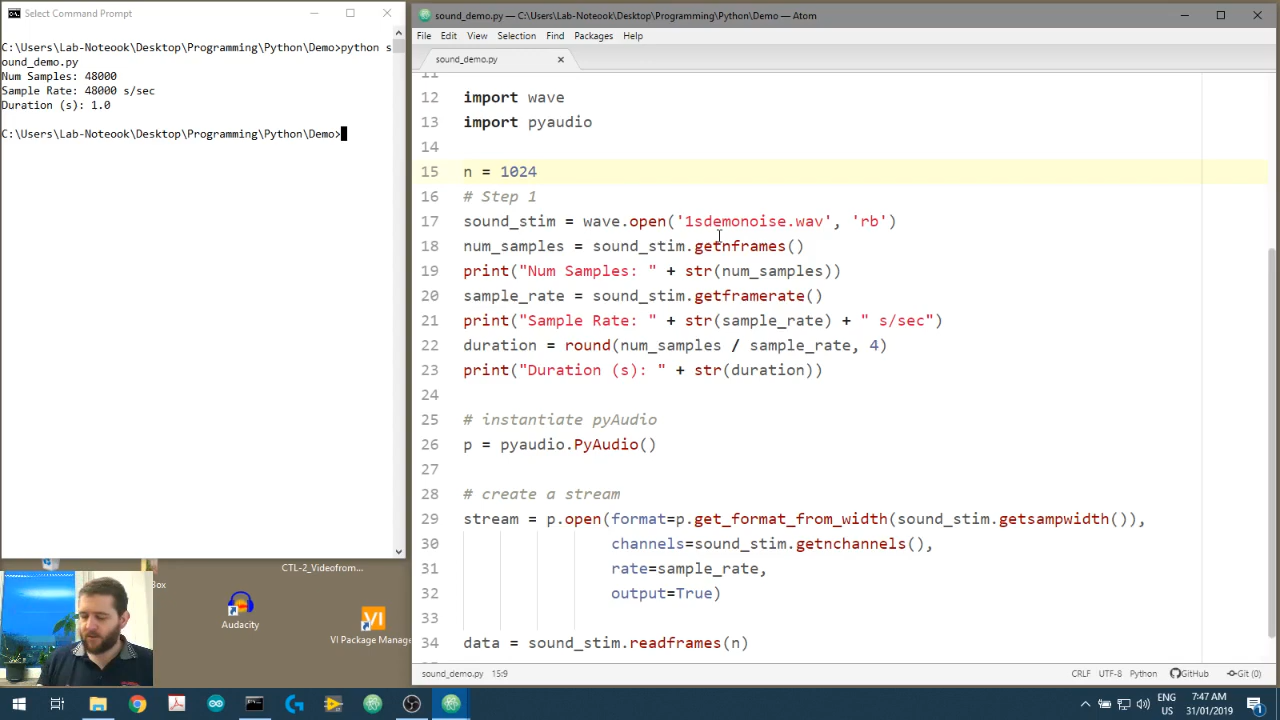 Select Command Prompt
C:\Users\Lab-Noteook\Desktop\Programming\Python\Demo>python s
ound_demo.py
Num Samples: 48000
Sample Rate: 48000 s/sec
Duration (s): 1.0
C:\Users\Lab-Noteook\Desktop\Programming\Python\Demo>
CTL-2_Videofrom...
Box
Audacity
VI
VI Package Manage
sound_demo.py — C:\Users\Lab-Noteook\Desktop\Programming\Python\Demo — Atom
File Edit View Selection Find Packages Help
sound_demo.py
11
12 import wave
13 import pyaudio
14
15 n = 1024
16 # Step 1
17 sound_stim = wave.open('1sdemonoise.wav', 'rb')
18 num_samples = sound_stim.getnframes()
19 print("Num Samples: " + str(num_samples))
20 sample_rate = sound_stim.getframerate()
21 print("Sample Rate: " + str(sample_rate) + " s/sec")
22 duration = round(num_samples / sample_rate, 4)
23 print("Duration (s): " + str(duration))
24
25 # instantiate pyAudio
26 p = pyaudio.PyAudio()
27
28 # create a stream
29 stream = p.open(format=p.get_format_from_width(sound_stim.getsampwidth()),
30 channels=sound_stim.getnchannels(),
31 rate=sample_rate,
32 output=True)
33
34 data = sound_stim.readframes(n)
sound_demo.py 15:9 CRLF UTF-8 Python GitHub Git (0)
ENG 7:47 AM
US 31/01/2019